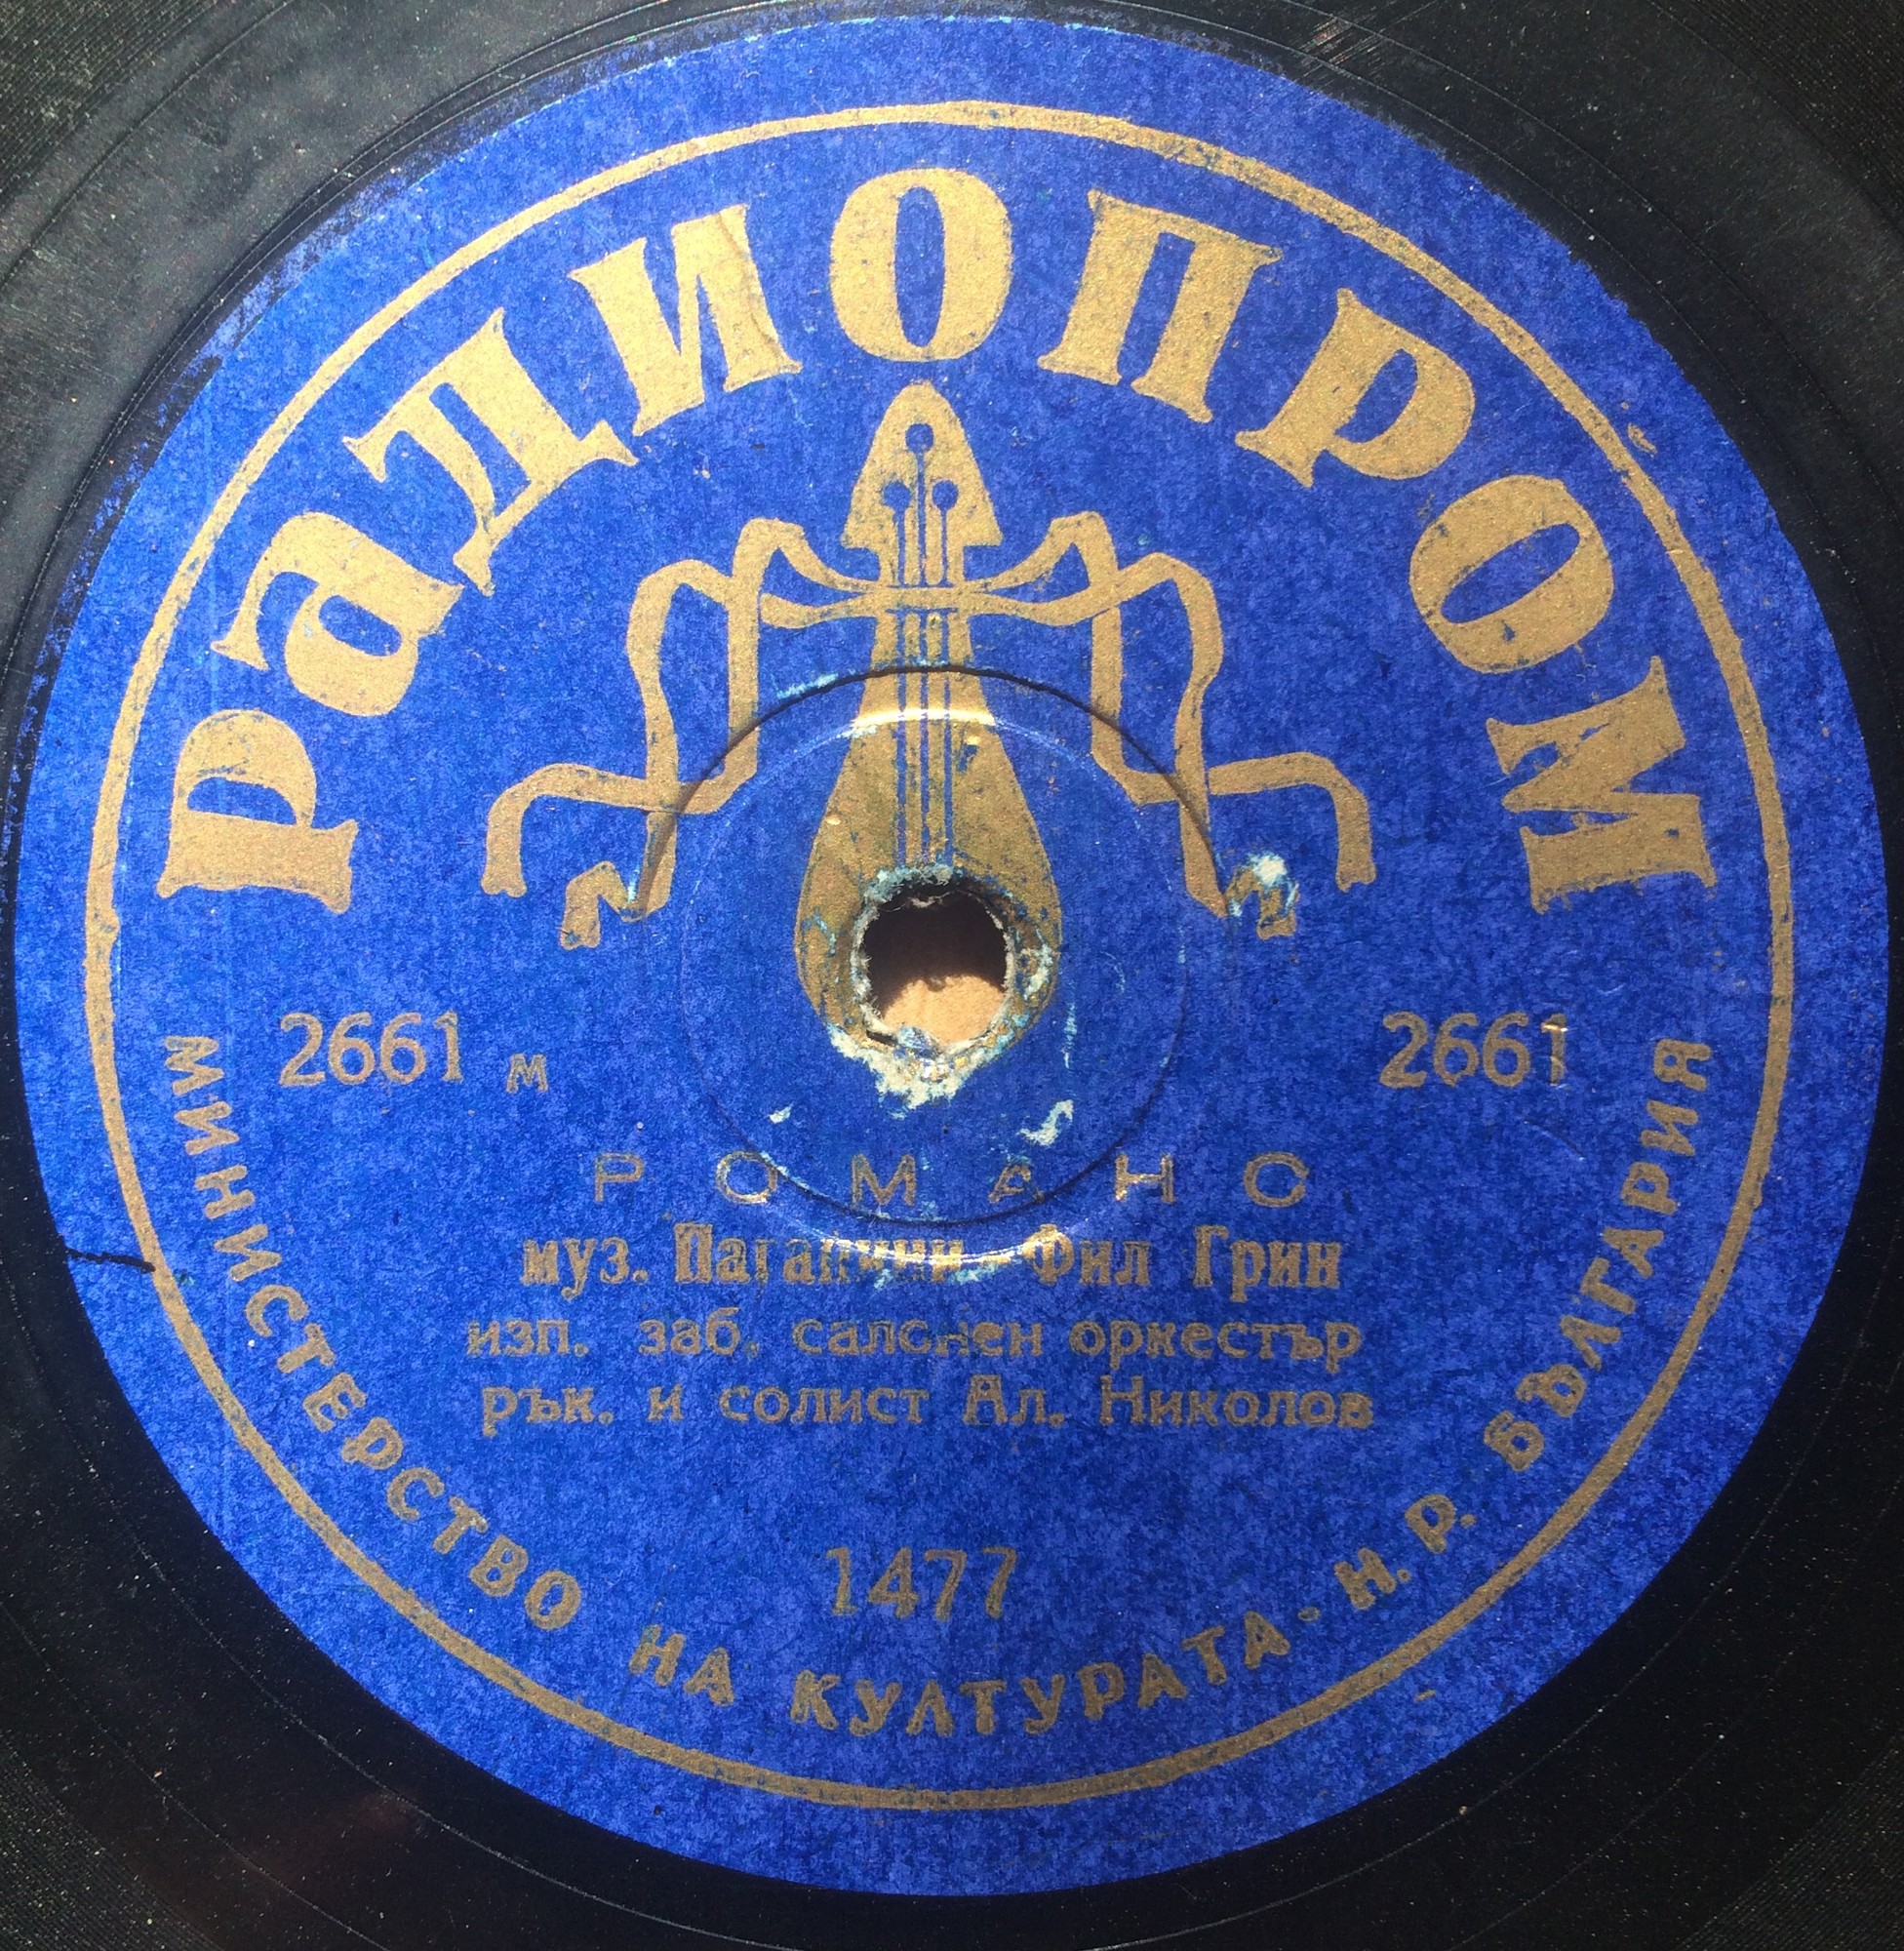 РаДИОПРОМ
2661 м
2661
РОМАНС
муз. Паганини - Фил Грин
изп. заб. салонен оркестър
рък. и солист Ал. Николов
1477
МИНИСТЕРСТВО НА КУЛТУРАТА - Н. Р. БЪЛГАРИЯ